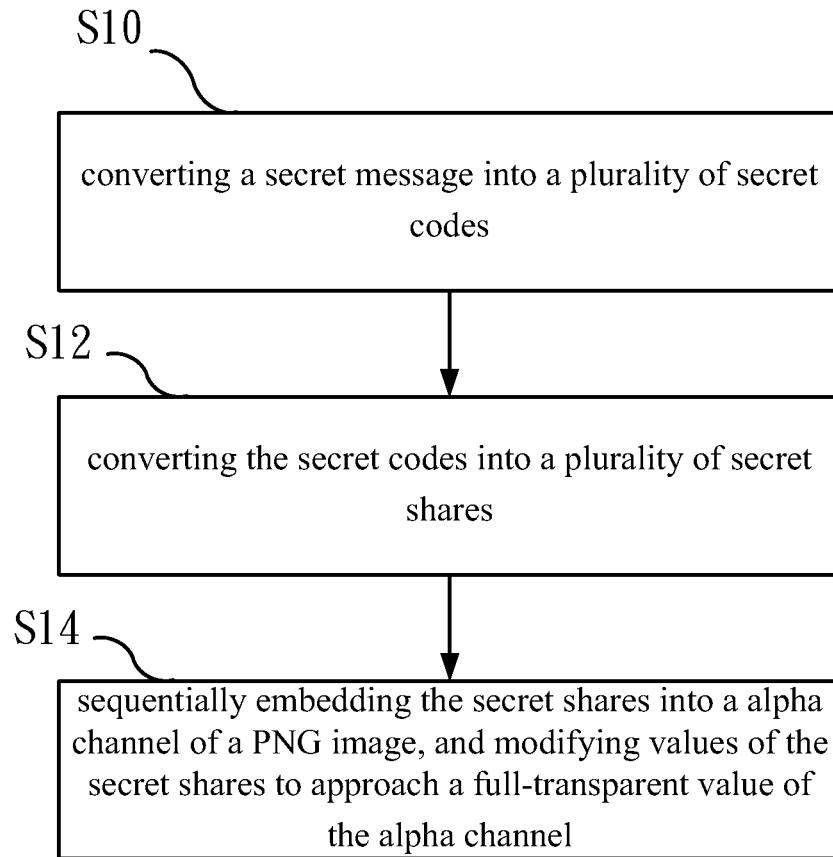 S10
converting a secret message into a plurality of secret
codes
S12
converting the secret codes into a plurality of secret
shares
S14
sequentially embedding the secret shares into a alpha
channel of a PNG image, and modifying values of the
secret shares to approach a full-transparent value of
the alpha channel